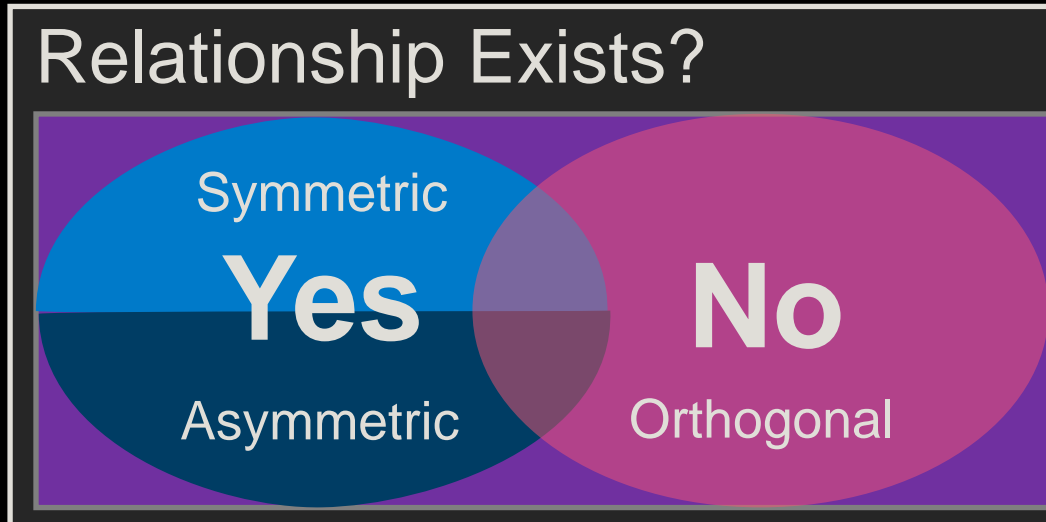 Relationship Exists?
Symmetric
Yes
No
Asymmetric
Orthogonal